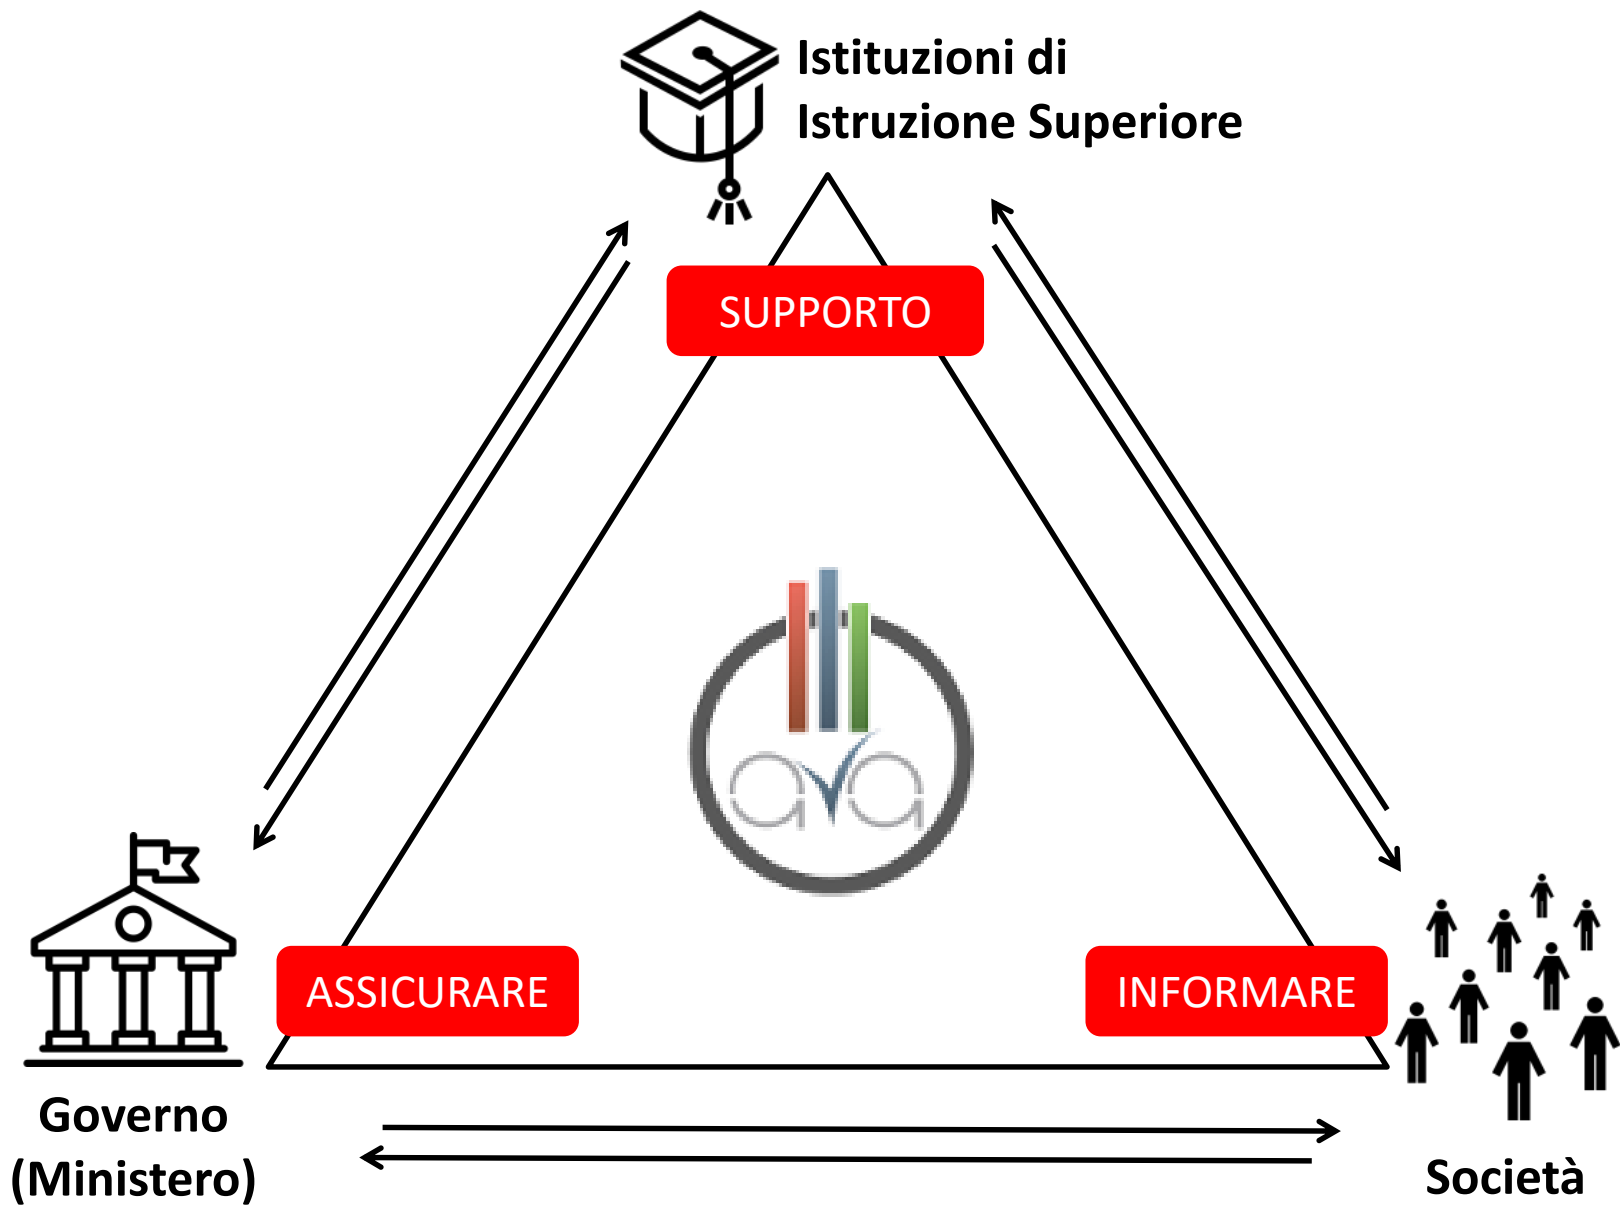 Istituzioni di
Istruzione Superiore
SUPPORTO
ava
ASSICURARE
INFORMARE
Governo
(Ministero)
Società